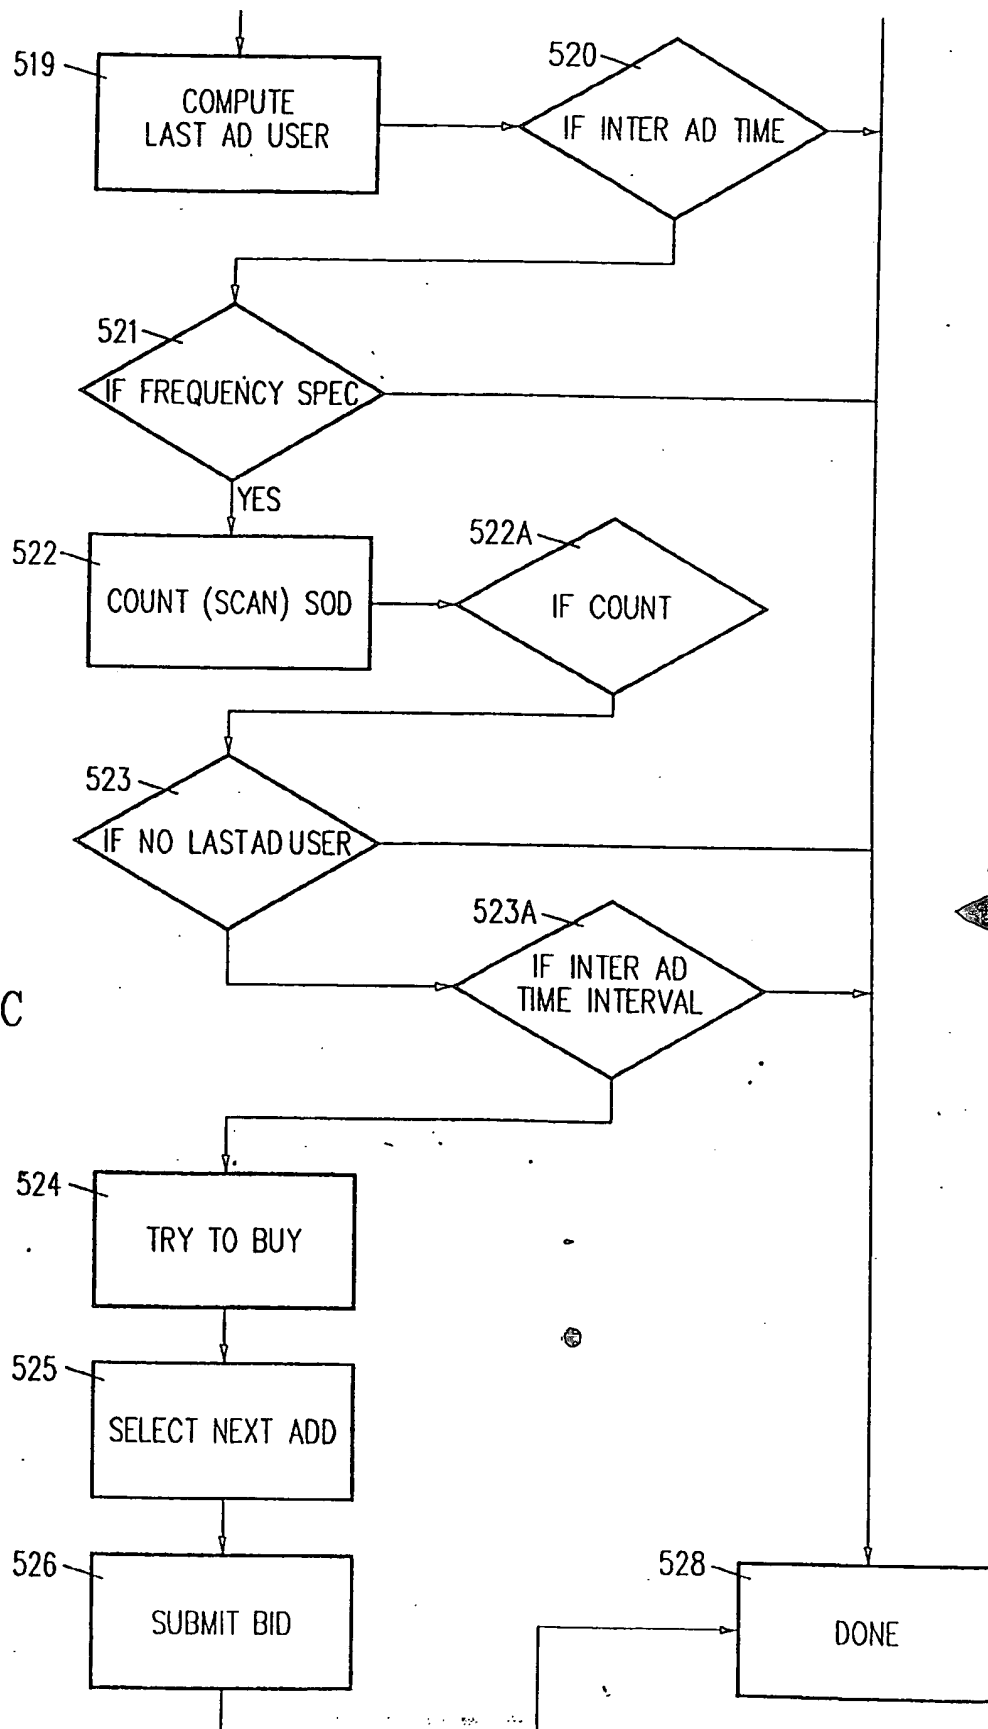 519
COMPUTE
LAST AD USER
520
IF INTER AD TIME
521
IF FREQUENCY SPEC
YES
522
COUNT (SCAN) SOD
522A
IF COUNT
523
IF NO LAST AD USER
523A
IF INTER AD
TIME INTERVAL
C
524
TRY TO BUY
525
SELECT NEXT ADD
526
SUBMIT BID
528
DONE